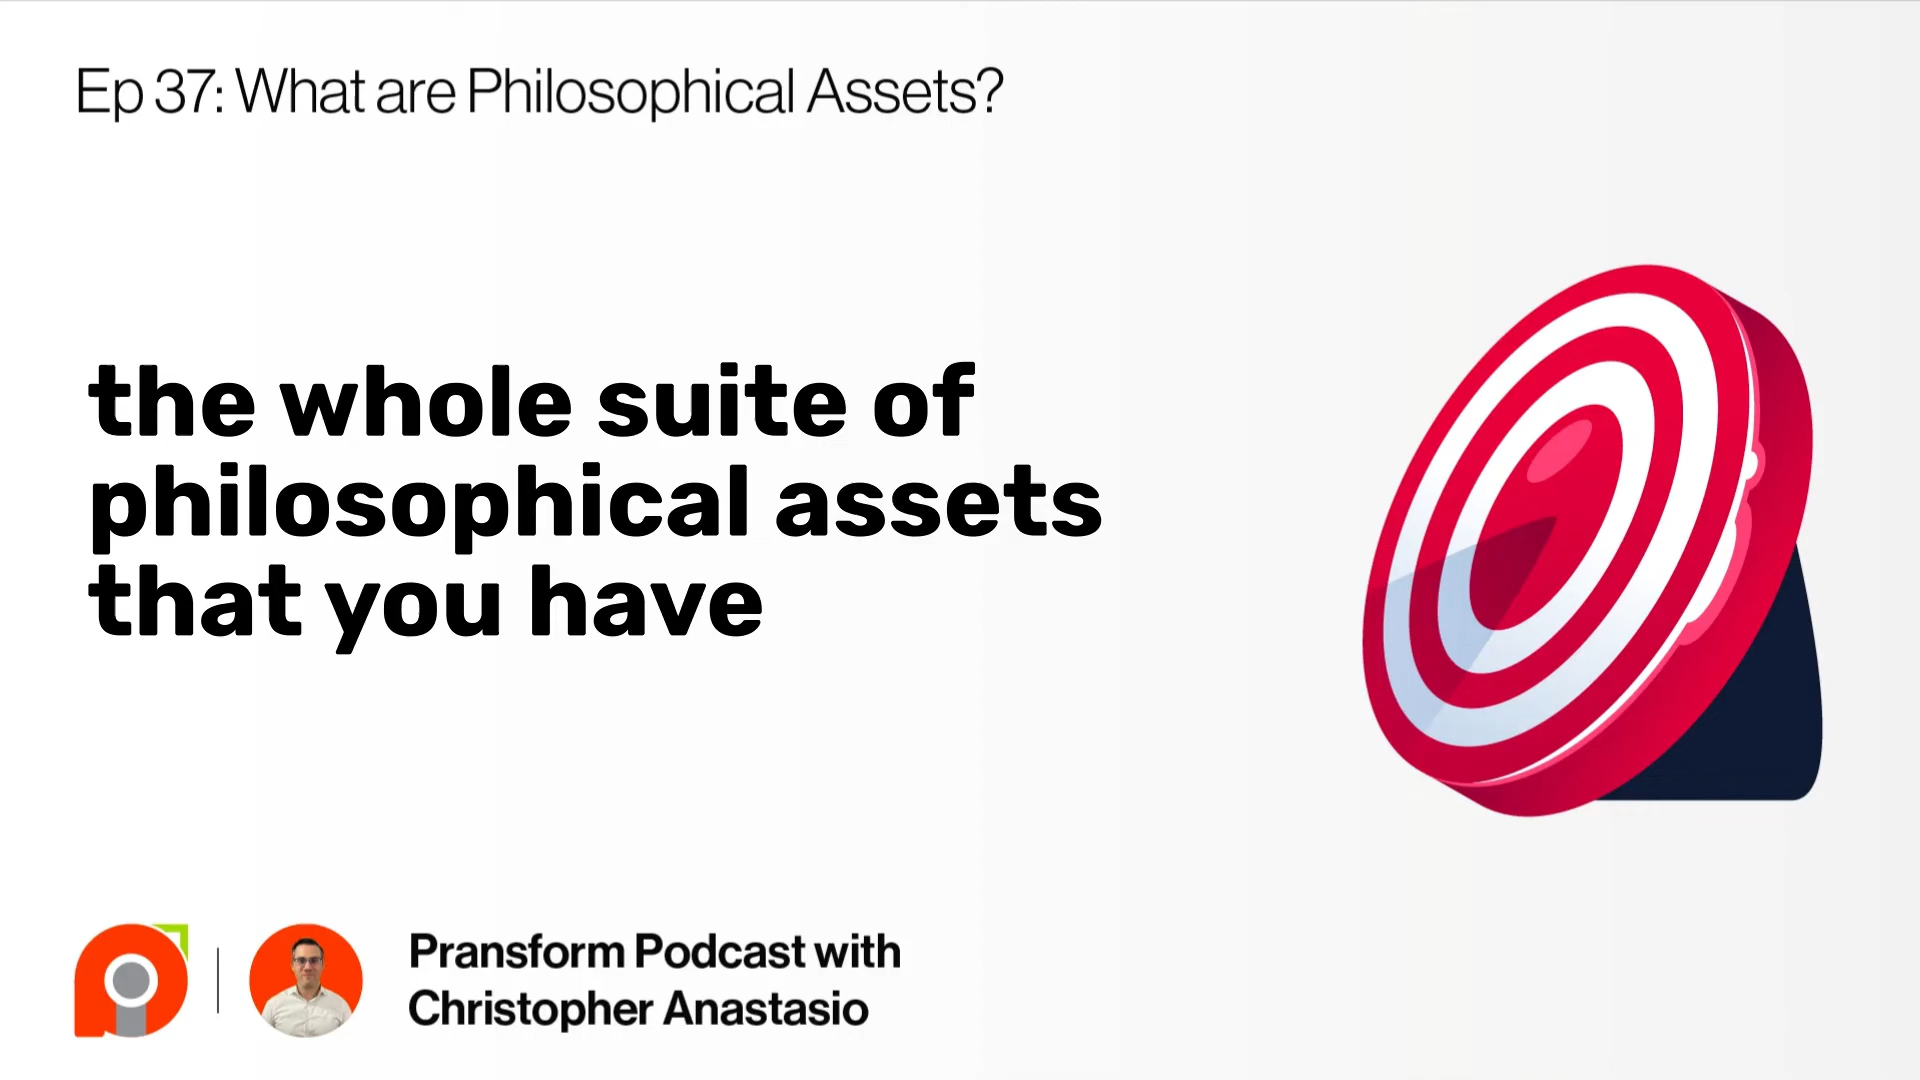 Ep 37: What are Philosophical Assets?
the whole suite of
philosophical assets
that you have
Pransform Podcast with
Christopher Anastasio